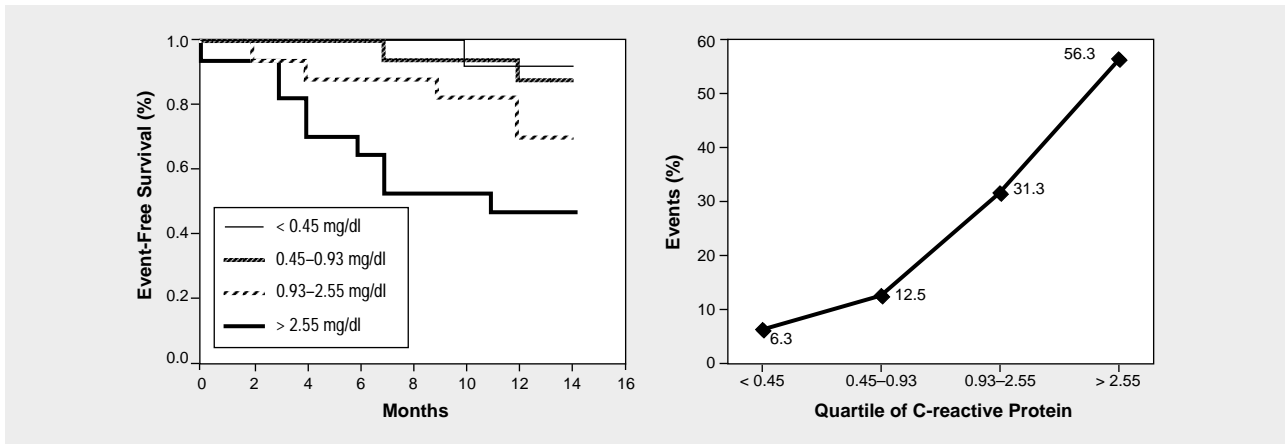 Event-Free Survival (%)
1.0
0.8
0.6
0.4
0.2
0.0
< 0.45 mg/dl
0.45–0.93 mg/dl
0.93–2.55 mg/dl
> 2.55 mg/dl
0 2 4 6 8 10 12 14 16
Months
Events (%)
60
50
40
30
20
10
0
56.3
31.3
12.5
6.3
< 0.45 0.45–0.93 0.93–2.55 > 2.55
Quartile of C-reactive Protein